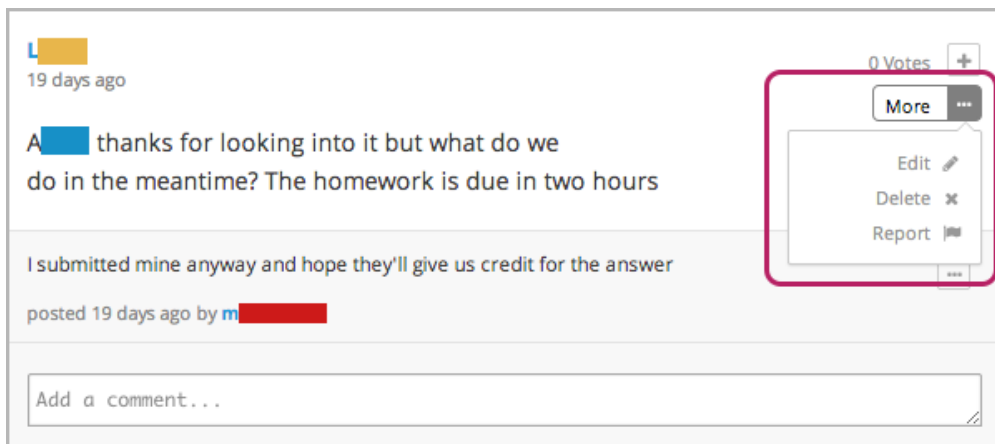 L
19 days ago
0 Votes +
More ...
A thanks for looking into it but what do we
do in the meantime? The homework is due in two hours
Edit
Delete
Report
I submitted mine anyway and hope they'll give us credit for the answer
...
posted 19 days ago by m
Add a comment...